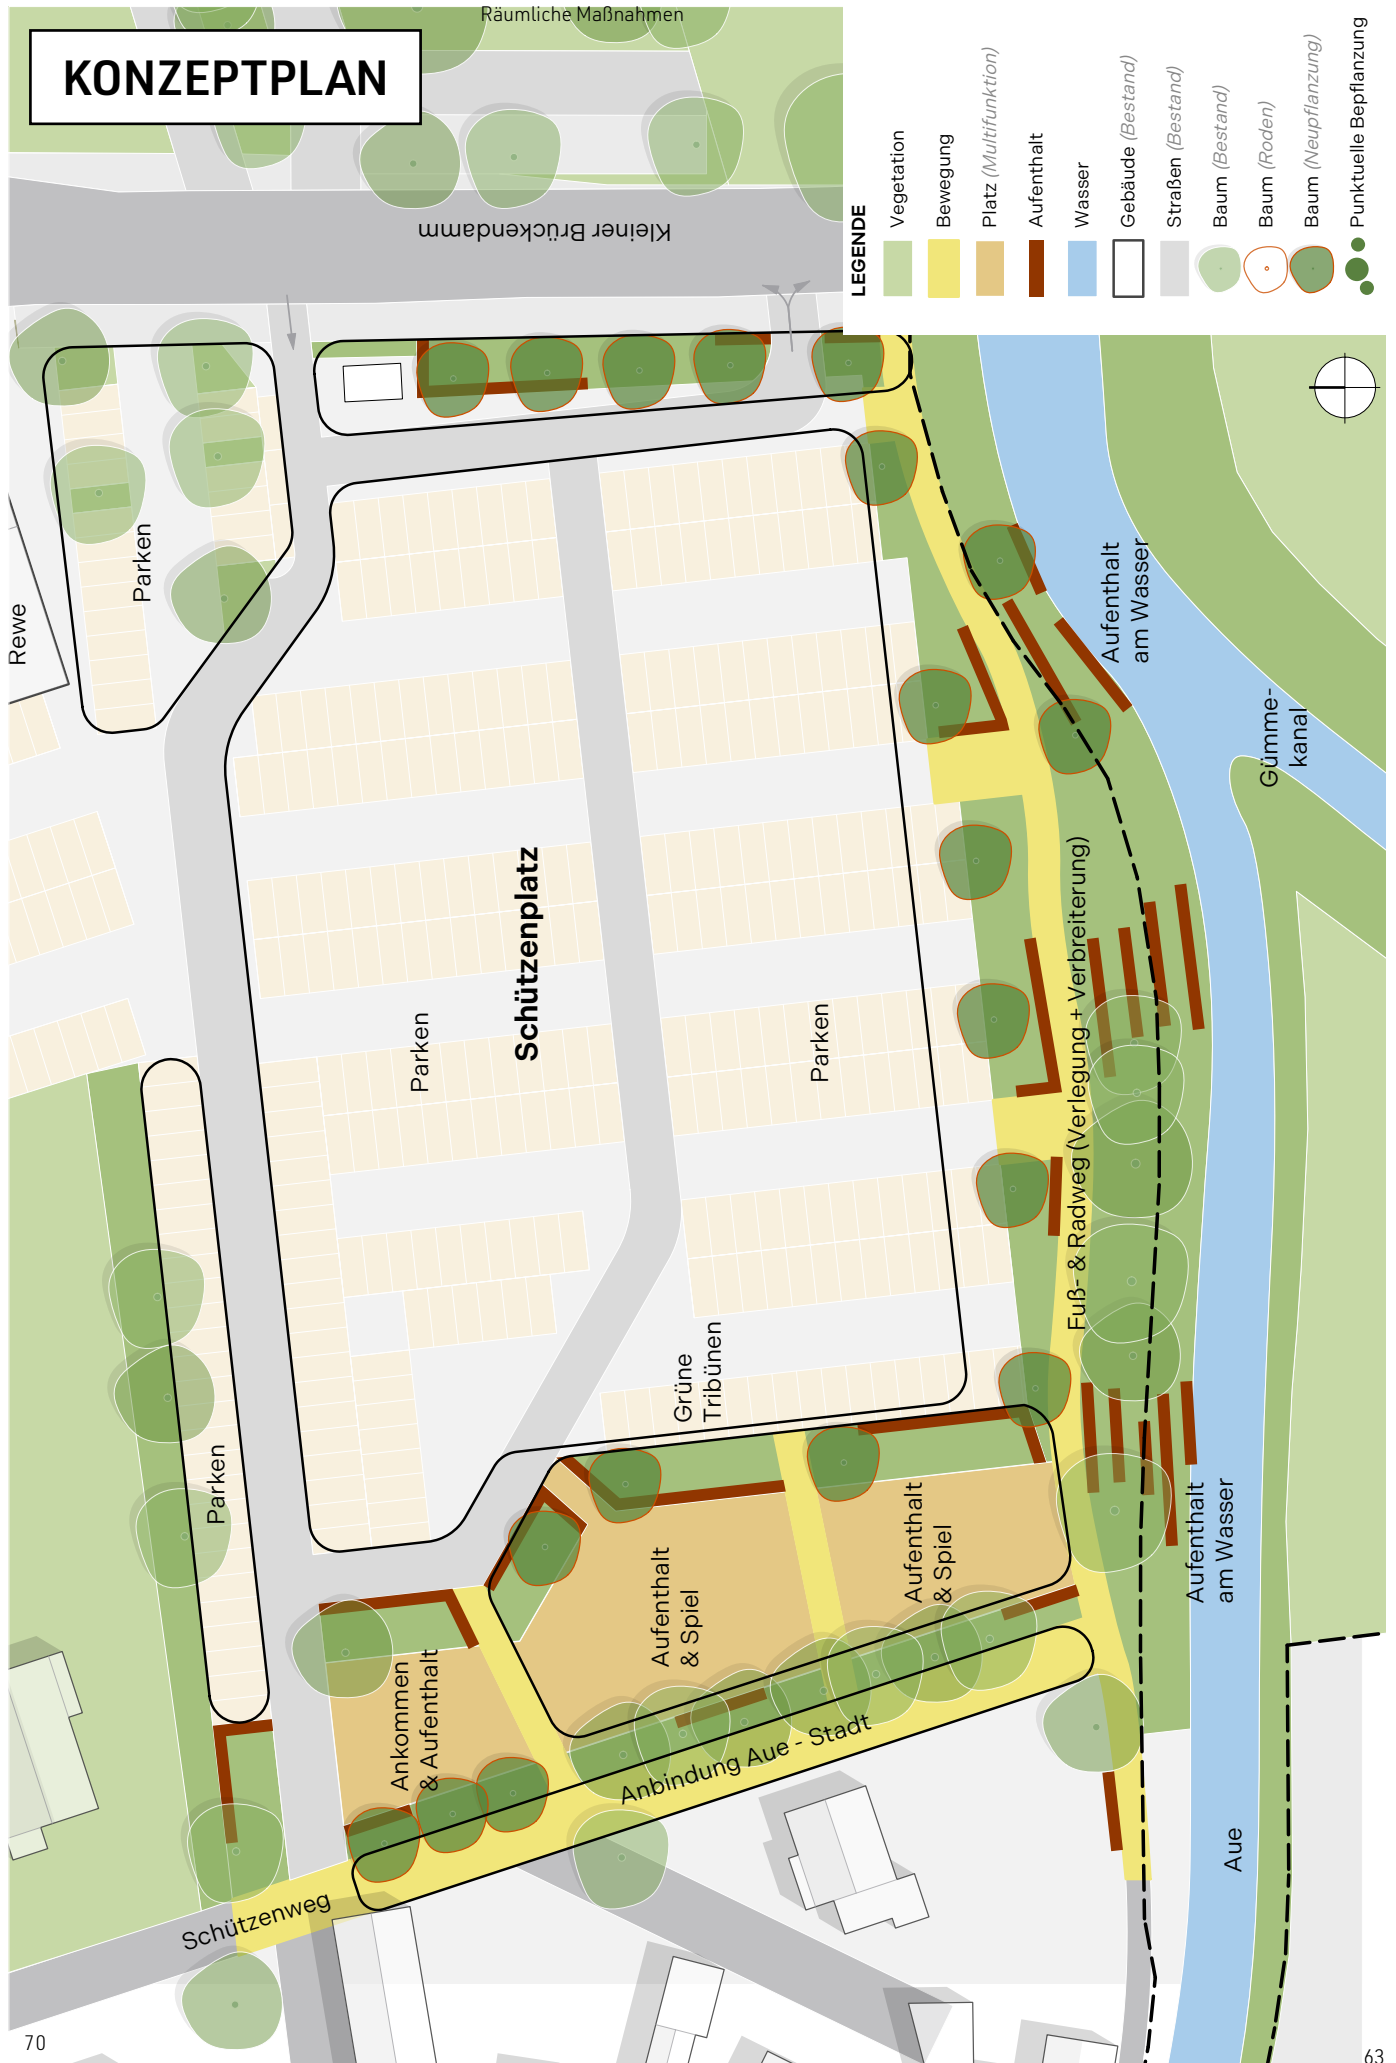 Räumliche Maßnahmen
KONZEPTPLAN
LEGENDE
Vegetation
Bewegung
Platz (Multifunktion)
Aufenthalt
Wasser
Gebäude (Bestand)
Straßen (Bestand)
Baum (Bestand)
Baum (Roden)
Baum (Neupflanzung)
Punktuelle Bepflanzung
Kleiner Brückendamm
Rewe
Parken
Aufenthalt
am Wasser
Gümme-
kanal
Schützenplatz
Parken
Parken
Fuß- & Radweg (Verlegung + Verbreiterung)
Grüne
Tribünen
Parken
Aufenthalt
& Spiel
Aufenthalt
& Spiel
Aufenthalt
am Wasser
Ankommen
& Aufenthalt
Anbindung Aue - Stadt
Schützenweg
Aue
70
63